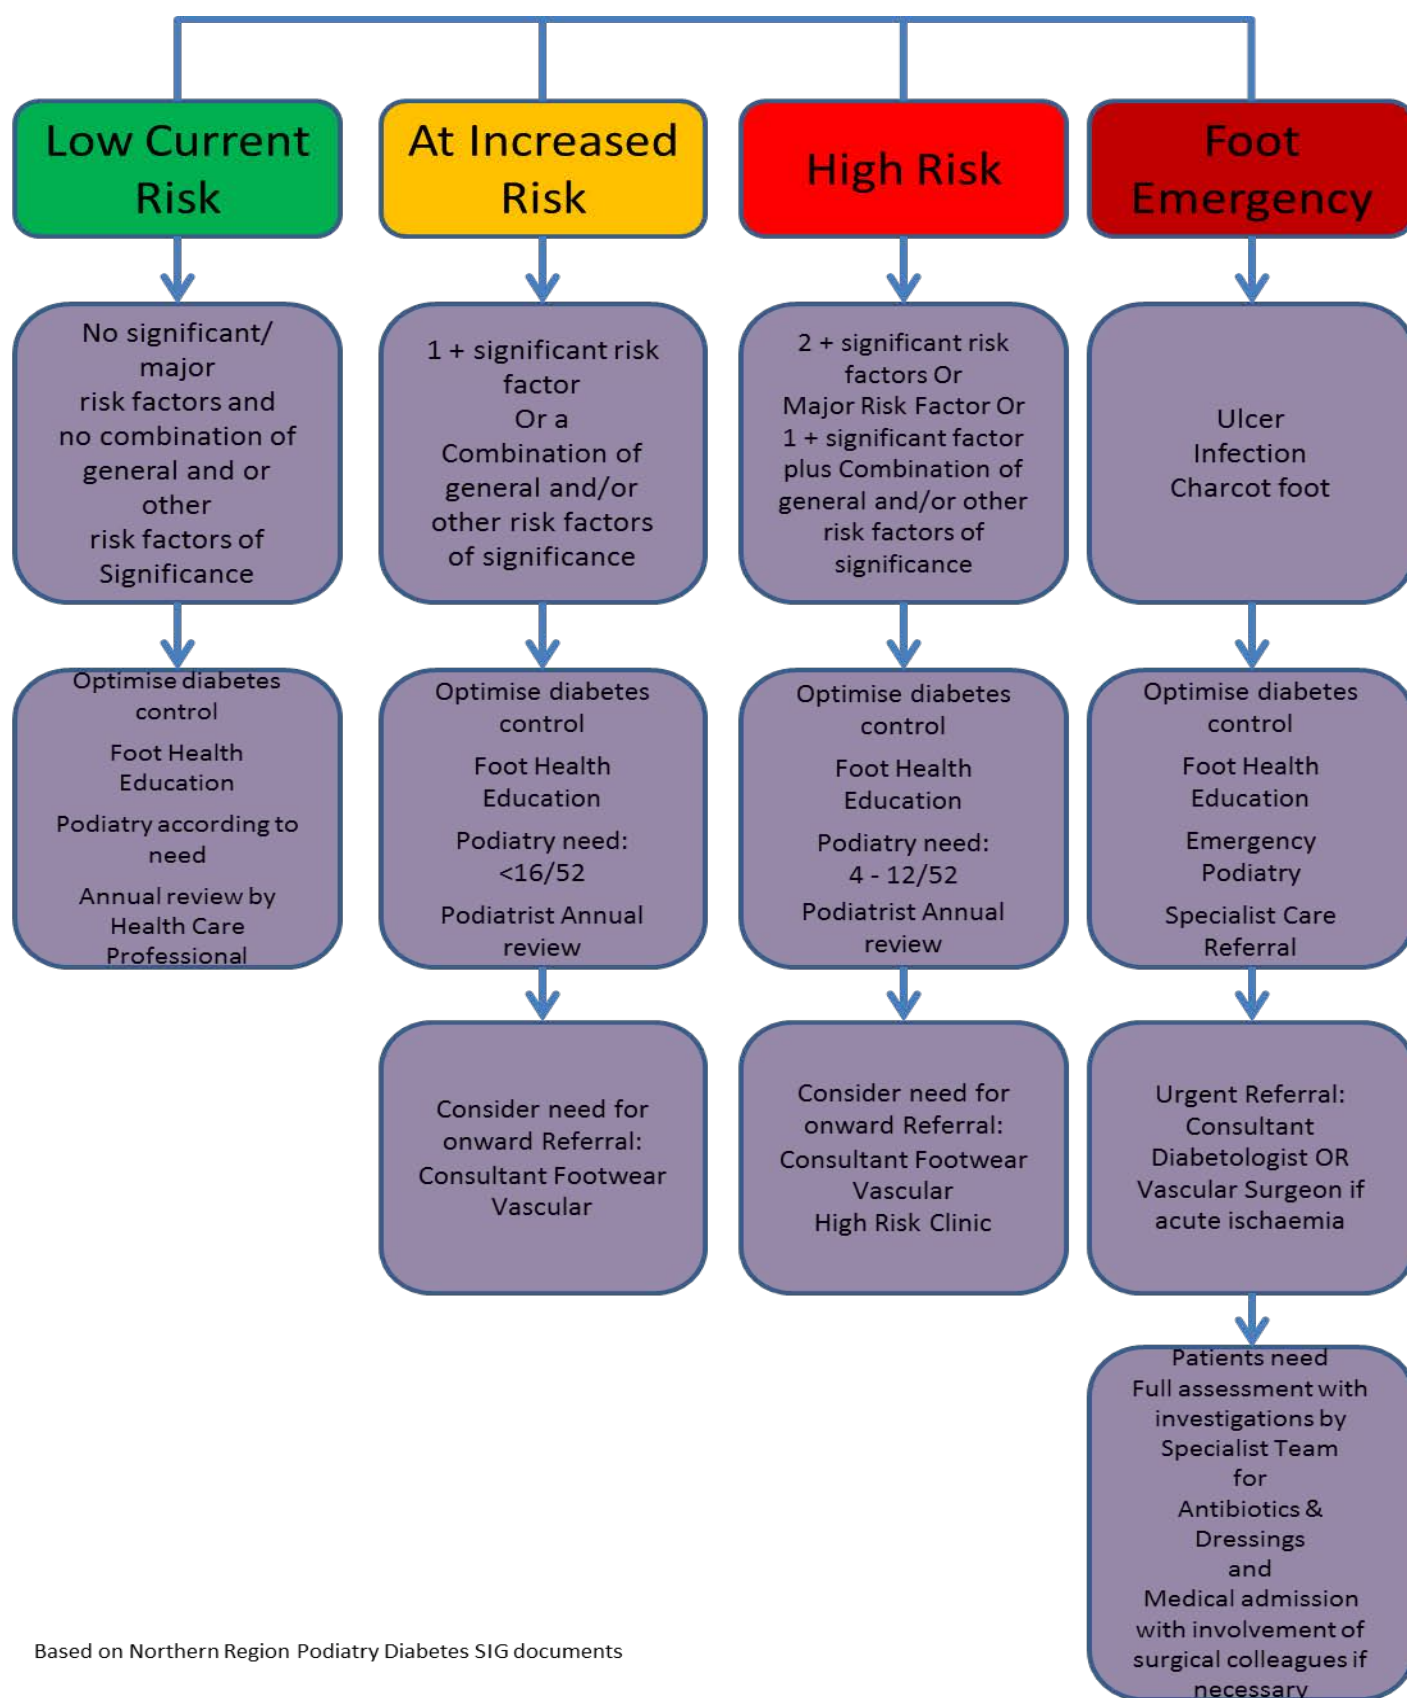 Low Current
Risk
No significant/
major
risk factors and
no combination of
general and or
other
risk factors of
Significance
Optimise diabetes
control
Foot Health
Education
Podiatry according to
need
Annual review by
Health Care
Professional
At Increased
Risk
1 + significant risk
factor
Or a
Combination of
general and/or
other risk factors
of significance
Optimise diabetes
control
Foot Health
Education
Podiatry need:
<16/52
Podiatrist Annual
review
Consider need for
onward Referral:
Consultant Footwear
Vascular
High Risk
2 + significant risk
factors Or
Major Risk Factor Or
1 + significant factor
plus Combination of
general and/or other
risk factors of
significance
Optimise diabetes
control
Foot Health
Education
Podiatry need:
4 - 12/52
Podiatrist Annual
review
Consider need for
onward Referral:
Consultant Footwear
Vascular
High Risk Clinic
Foot
Emergency
Ulcer
Infection
Charcot foot
Optimise diabetes
control
Foot Health
Education
Emergency
Podiatry
Specialist Care
Referral
Urgent Referral:
Consultant
Diabetologist OR
Vascular Surgeon if
acute ischaemia
Patients need
Full assessment with
investigations by
Specialist Team
for
Antibiotics &
Dressings
and
Medical admission
with involvement of
surgical colleagues if
necessary
Based on Northern Region Podiatry Diabetes SIG documents